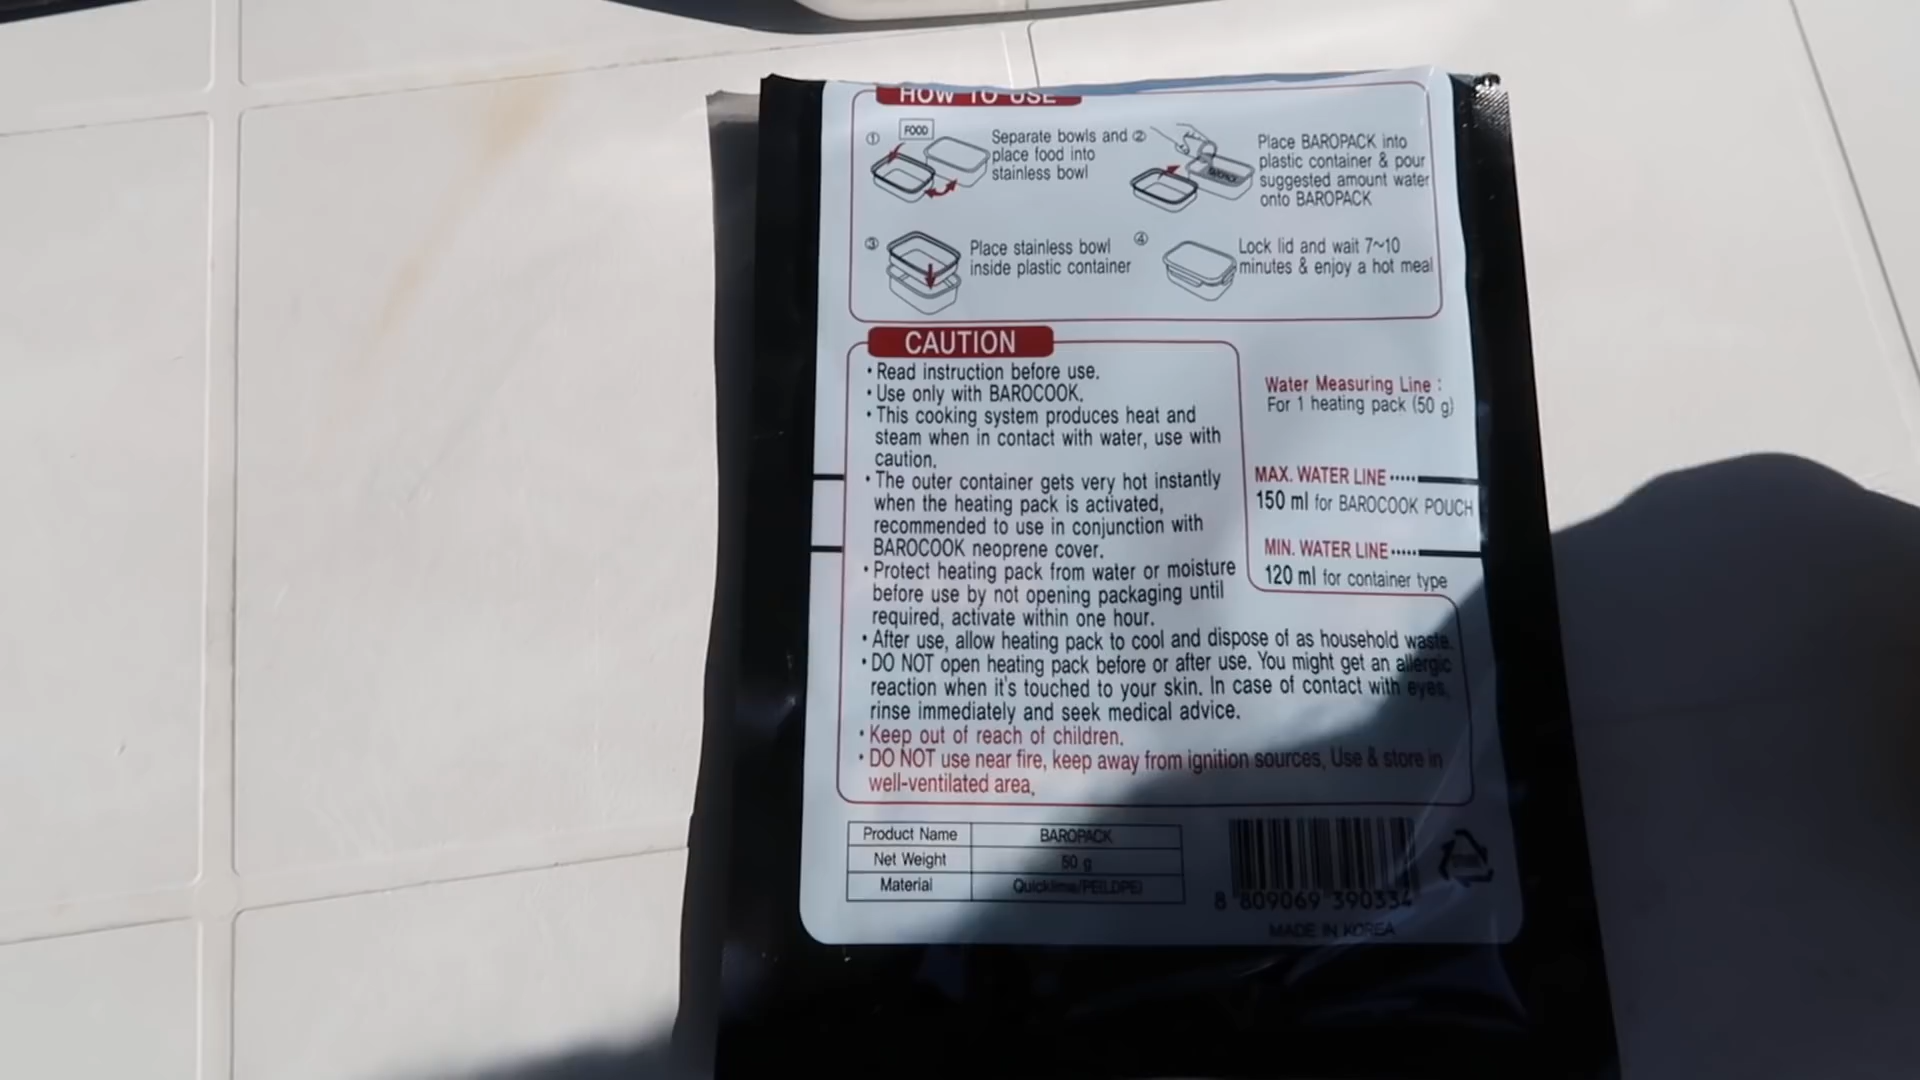 HOW TO USE
①
FOOD
Separate bowls and
place food into
stainless bowl
②
Place BAROPACK into
plastic container & pour
suggested amount water
onto BAROPACK
BAROPACK
③
Place stainless bowl
inside plastic container
④
Lock lid and wait 7~10
minutes & enjoy a hot meal
CAUTION
• Read instruction before use.
• Use only with BAROCOOK.
• This cooking system produces heat and
steam when in contact with water, use with
caution.
• The outer container gets very hot instantly
when the heating pack is activated,
recommended to use in conjunction with
BAROCOOK neoprene cover.
• Protect heating pack from water or moisture
before use by not opening packaging until
required, activate within one hour.
• After use, allow heating pack to cool and dispose of as household waste.
• DO NOT open heating pack before or after use. You might get an allergic
reaction when it's touched to your skin. In case of contact with eyes,
rinse immediately and seek medical advice.
• Keep out of reach of children.
• DO NOT use near fire, keep away from ignition sources, Use & store in
well-ventilated area.
Water Measuring Line :
For 1 heating pack (50 g)
MAX. WATER LINE •••••
150 ml for BAROCOOK POUCH
MIN. WATER LINE •••••
120 ml for container type
Product Name BAROPACK
Net Weight 50 g
Material Quicklime/PE(LDPE)
8 809069 390334
MADE IN KOREA